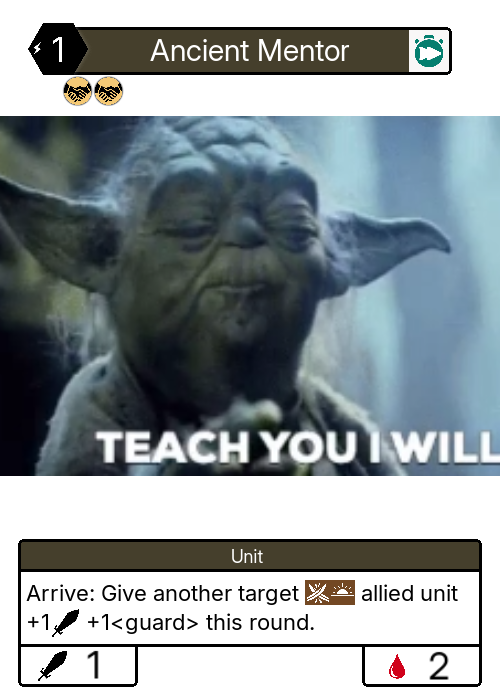 1 Ancient Mentor
TEACH YOU I WILL
Unit
Arrive: Give another target allied unit
+1 +1<guard> this round.
1
2